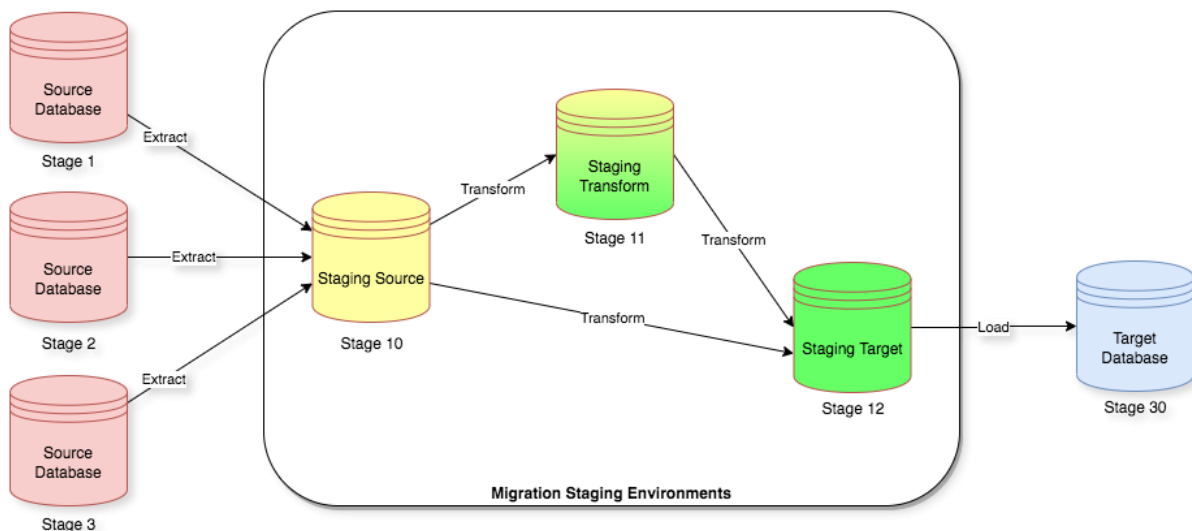 Source
Database
Stage 1
Extract
Source
Database
Stage 2
Extract
Source
Database
Stage 3
Extract
Staging Source
Stage 10
Transform
Staging
Transform
Stage 11
Transform
Transform
Staging Target
Stage 12
Load
Target
Database
Stage 30
Migration Staging Environments